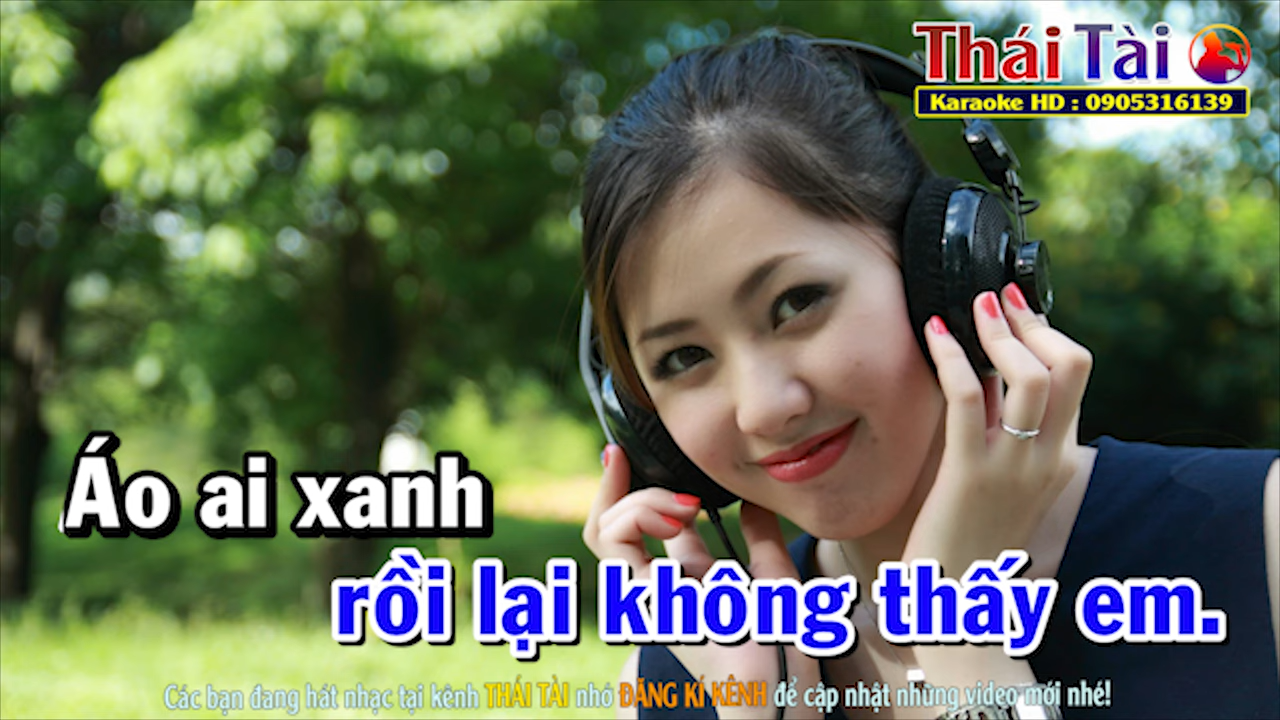 Thái Tài
Karaoke HD : 0905316139
Áo ai xanh
rồi lại không thấy em.
Các bạn đang hát nhạc tại kênh THÁI TÀI nhớ ĐĂNG KÍ KÊNH để cập nhật những video mới nhé!